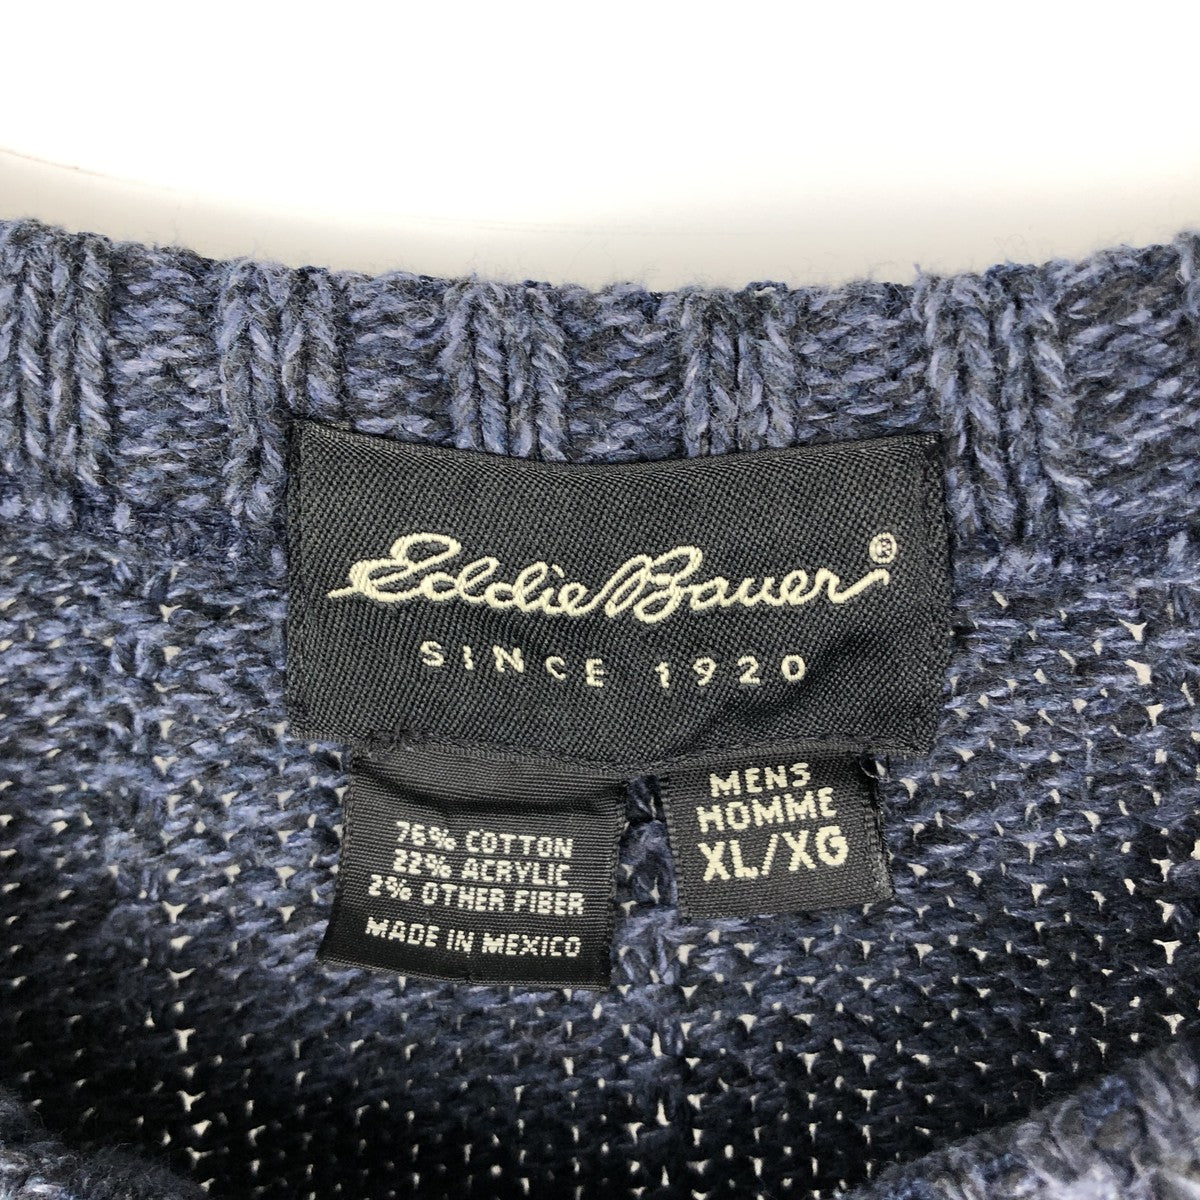 Eddie Bauer®
SINCE 1920
76% COTTON
22% ACRYLIC
2% OTHER FIBER
MADE IN MEXICO
MENS
HOMME
XL/XG